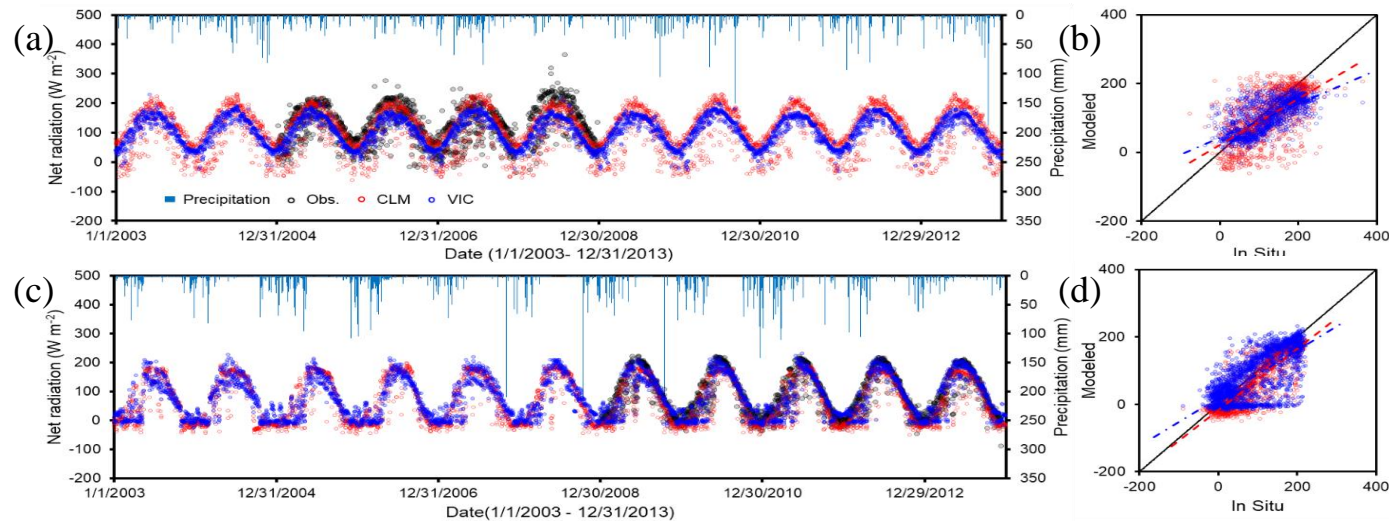 (a)
Net radiation (W m-2)
500
400
300
200
100
0
-100
-200
0
50
100
150
200
250
300
350
Precipitation (mm)
Precipitation Obs. CLM VIC
1/1/2003 12/31/2004 12/31/2006 12/30/2008 12/30/2010 12/29/2012
Date (1/1/2003- 12/31/2013)
(b)
Modeled
400
200
0
-200
-200 0 200 400
In Situ
(c)
Net radiation (W m-2)
500
400
300
200
100
0
-100
-200
0
50
100
150
200
250
300
350
Precipitation (mm)
1/1/2003 12/31/2004 12/31/2006 12/30/2008 12/30/2010 12/29/2012
Date(1/1/2003 - 12/31/2013)
(d)
Modeled
400
200
0
-200
-200 0 200 400
In Situ